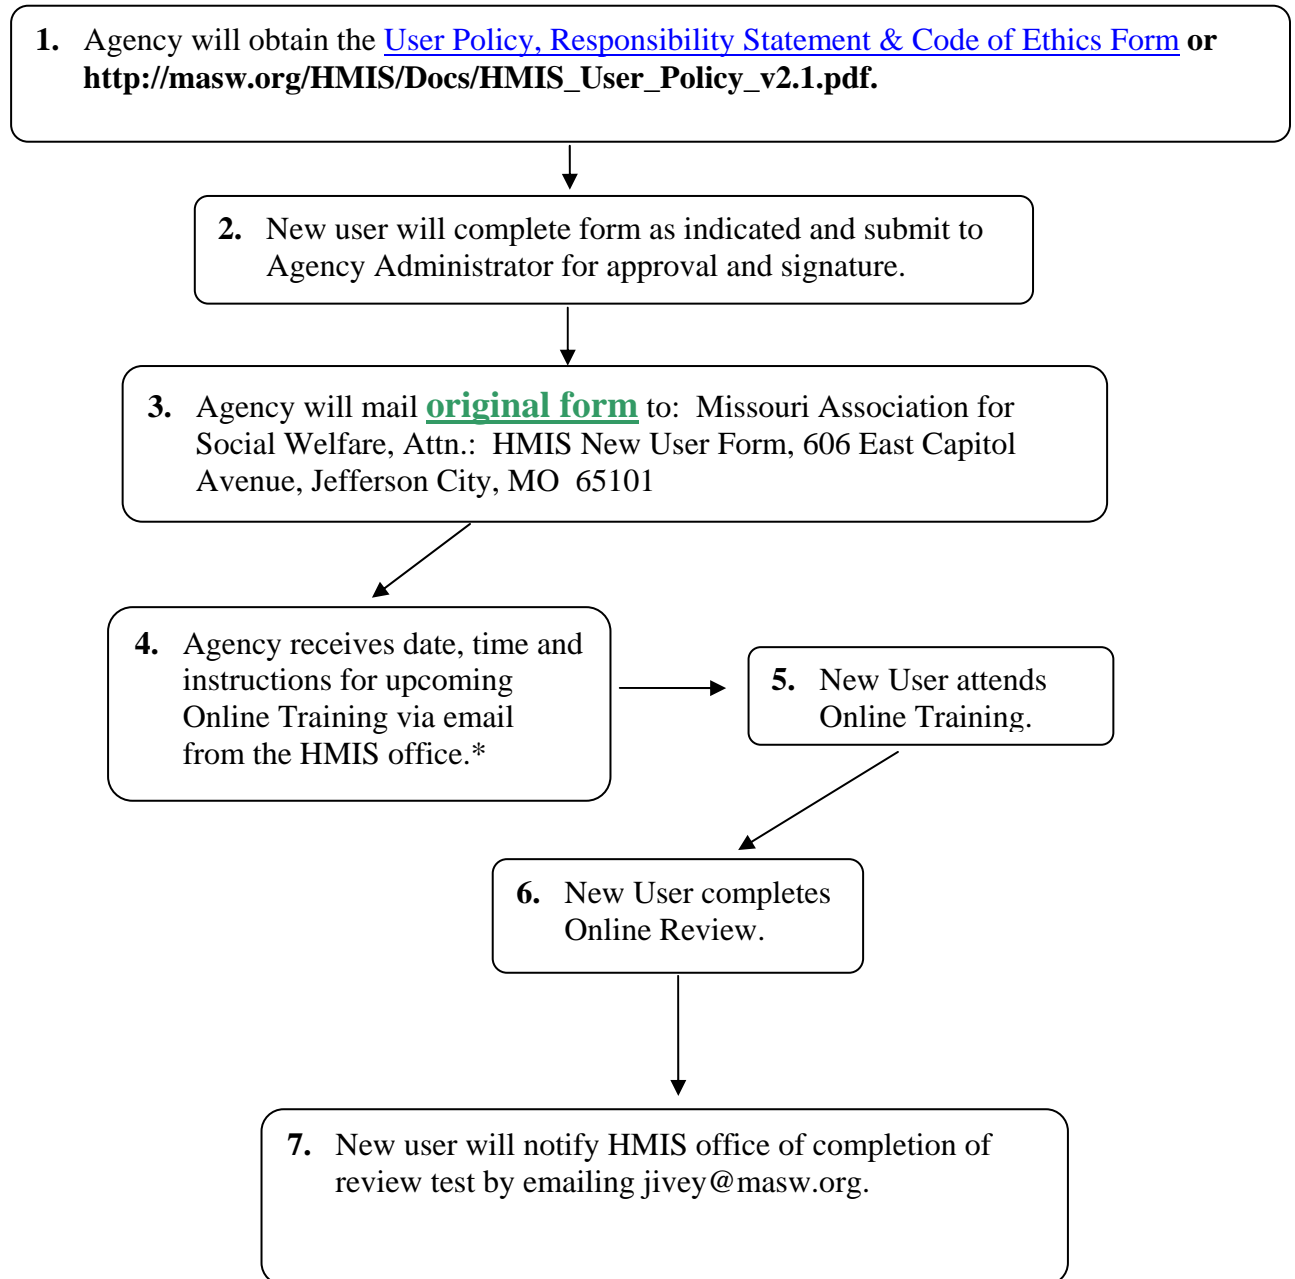 1. Agency will obtain the User Policy, Responsibility Statement & Code of Ethics Form or
http://masw.org/HMIS/Docs/HMIS_User_Policy_v2.1.pdf.
2. New user will complete form as indicated and submit to
Agency Administrator for approval and signature.
3. Agency will mail original form to:  Missouri Association for
Social Welfare, Attn.:  HMIS New User Form, 606 East Capitol
Avenue, Jefferson City, MO  65101
4. Agency receives date, time and
instructions for upcoming
Online Training via email
from the HMIS office.*
5. New User attends
Online Training.
6. New User completes
Online Review.
7. New user will notify HMIS office of completion of
review test by emailing jivey@masw.org.